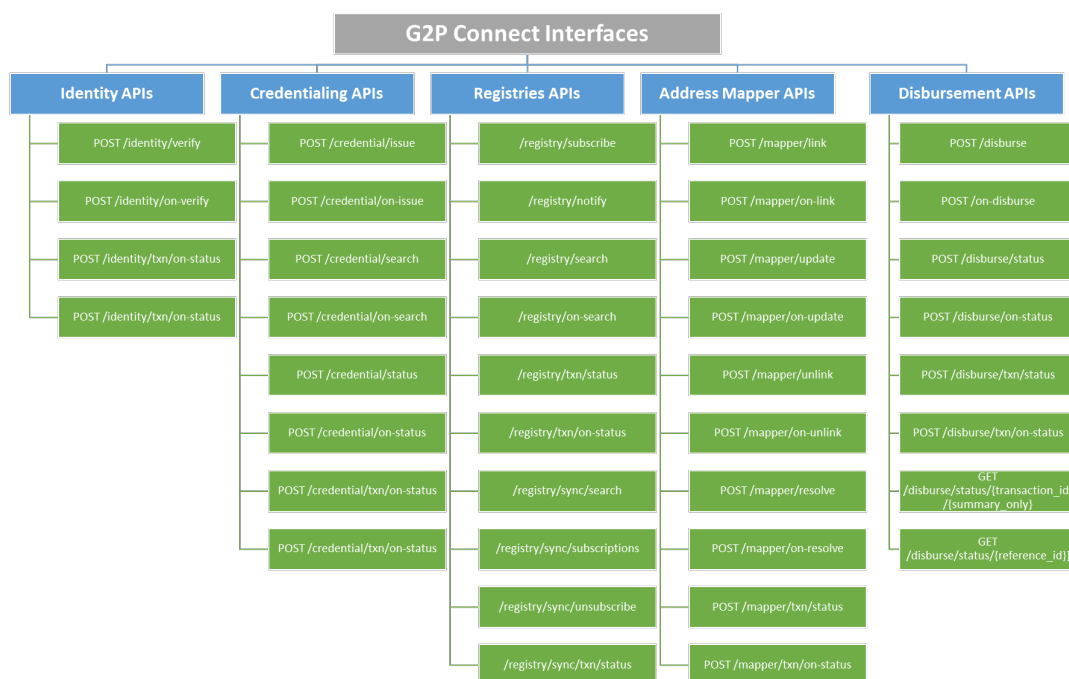 G2P Connect Interfaces
Identity APIs
POST /identity/verify
POST /identity/on-verify
POST /identity/txn/on-status
POST /identity/txn/on-status
Credentialing APIs
POST /credential/issue
POST /credential/on-issue
POST /credential/search
POST /credential/on-search
POST /credential/status
POST /credential/on-status
POST /credential/txn/on-status
POST /credential/txn/on-status
Registries APIs
/registry/subscribe
/registry/notify
/registry/search
/registry/on-search
/registry/txn/status
/registry/txn/on-status
/registry/sync/search
/registry/sync/subscriptions
/registry/sync/unsubscribe
/registry/sync/txn/status
Address Mapper APIs
POST /mapper/link
POST /mapper/on-link
POST /mapper/update
POST /mapper/on-update
POST /mapper/unlink
POST /mapper/on-unlink
POST /mapper/resolve
POST /mapper/on-resolve
POST /mapper/txn/status
POST /mapper/txn/on-status
Disbursement APIs
POST /disburse
POST /on-disburse
POST /disburse/status
POST /disburse/on-status
POST /disburse/txn/status
POST /disburse/txn/on-status
GET
/disburse/status/{transaction_id
/{summary_only}
GET
/disburse/status/{reference_id}]